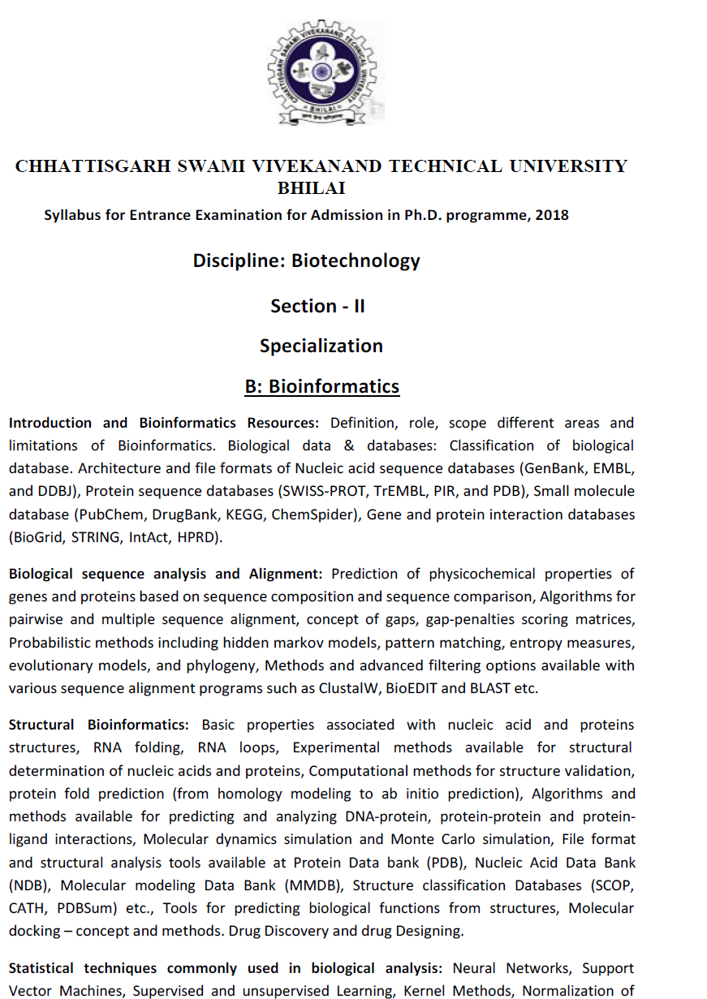 CHHATTISGARH SWAMI VIVEKANAND TECHNICAL UNIVERSITY
BHILAI
CHHATTISGARH SWAMI VIVEKANAND TECHNICAL UNIVERSITY
BHILAI
Syllabus for Entrance Examination for Admission in Ph.D. programme, 2018
Discipline: Biotechnology
Section - II
Specialization
B: Bioinformatics
Introduction and Bioinformatics Resources: Definition, role, scope different areas and
limitations of Bioinformatics. Biological data & databases: Classification of biological
database. Architecture and file formats of Nucleic acid sequence databases (GenBank, EMBL,
and DDBJ), Protein sequence databases (SWISS-PROT, TrEMBL, PIR, and PDB), Small molecule
database (PubChem, DrugBank, KEGG, ChemSpider), Gene and protein interaction databases
(BioGrid, STRING, IntAct, HPRD).
Biological sequence analysis and Alignment: Prediction of physicochemical properties of
genes and proteins based on sequence composition and sequence comparison, Algorithms for
pairwise and multiple sequence alignment, concept of gaps, gap-penalties scoring matrices,
Probabilistic methods including hidden markov models, pattern matching, entropy measures,
evolutionary models, and phylogeny, Methods and advanced filtering options available with
various sequence alignment programs such as ClustalW, BioEDIT and BLAST etc.
Structural Bioinformatics: Basic properties associated with nucleic acid and proteins
structures, RNA folding, RNA loops, Experimental methods available for structural
determination of nucleic acids and proteins, Computational methods for structure validation,
protein fold prediction (from homology modeling to ab initio prediction), Algorithms and
methods available for predicting and analyzing DNA-protein, protein-protein and protein-
ligand interactions, Molecular dynamics simulation and Monte Carlo simulation, File format
and structural analysis tools available at Protein Data bank (PDB), Nucleic Acid Data Bank
(NDB), Molecular modeling Data Bank (MMDB), Structure classification Databases (SCOP,
CATH, PDBSum) etc., Tools for predicting biological functions from structures, Molecular
docking – concept and methods. Drug Discovery and drug Designing.
Statistical techniques commonly used in biological analysis: Neural Networks, Support
Vector Machines, Supervised and unsupervised Learning, Kernel Methods, Normalization of